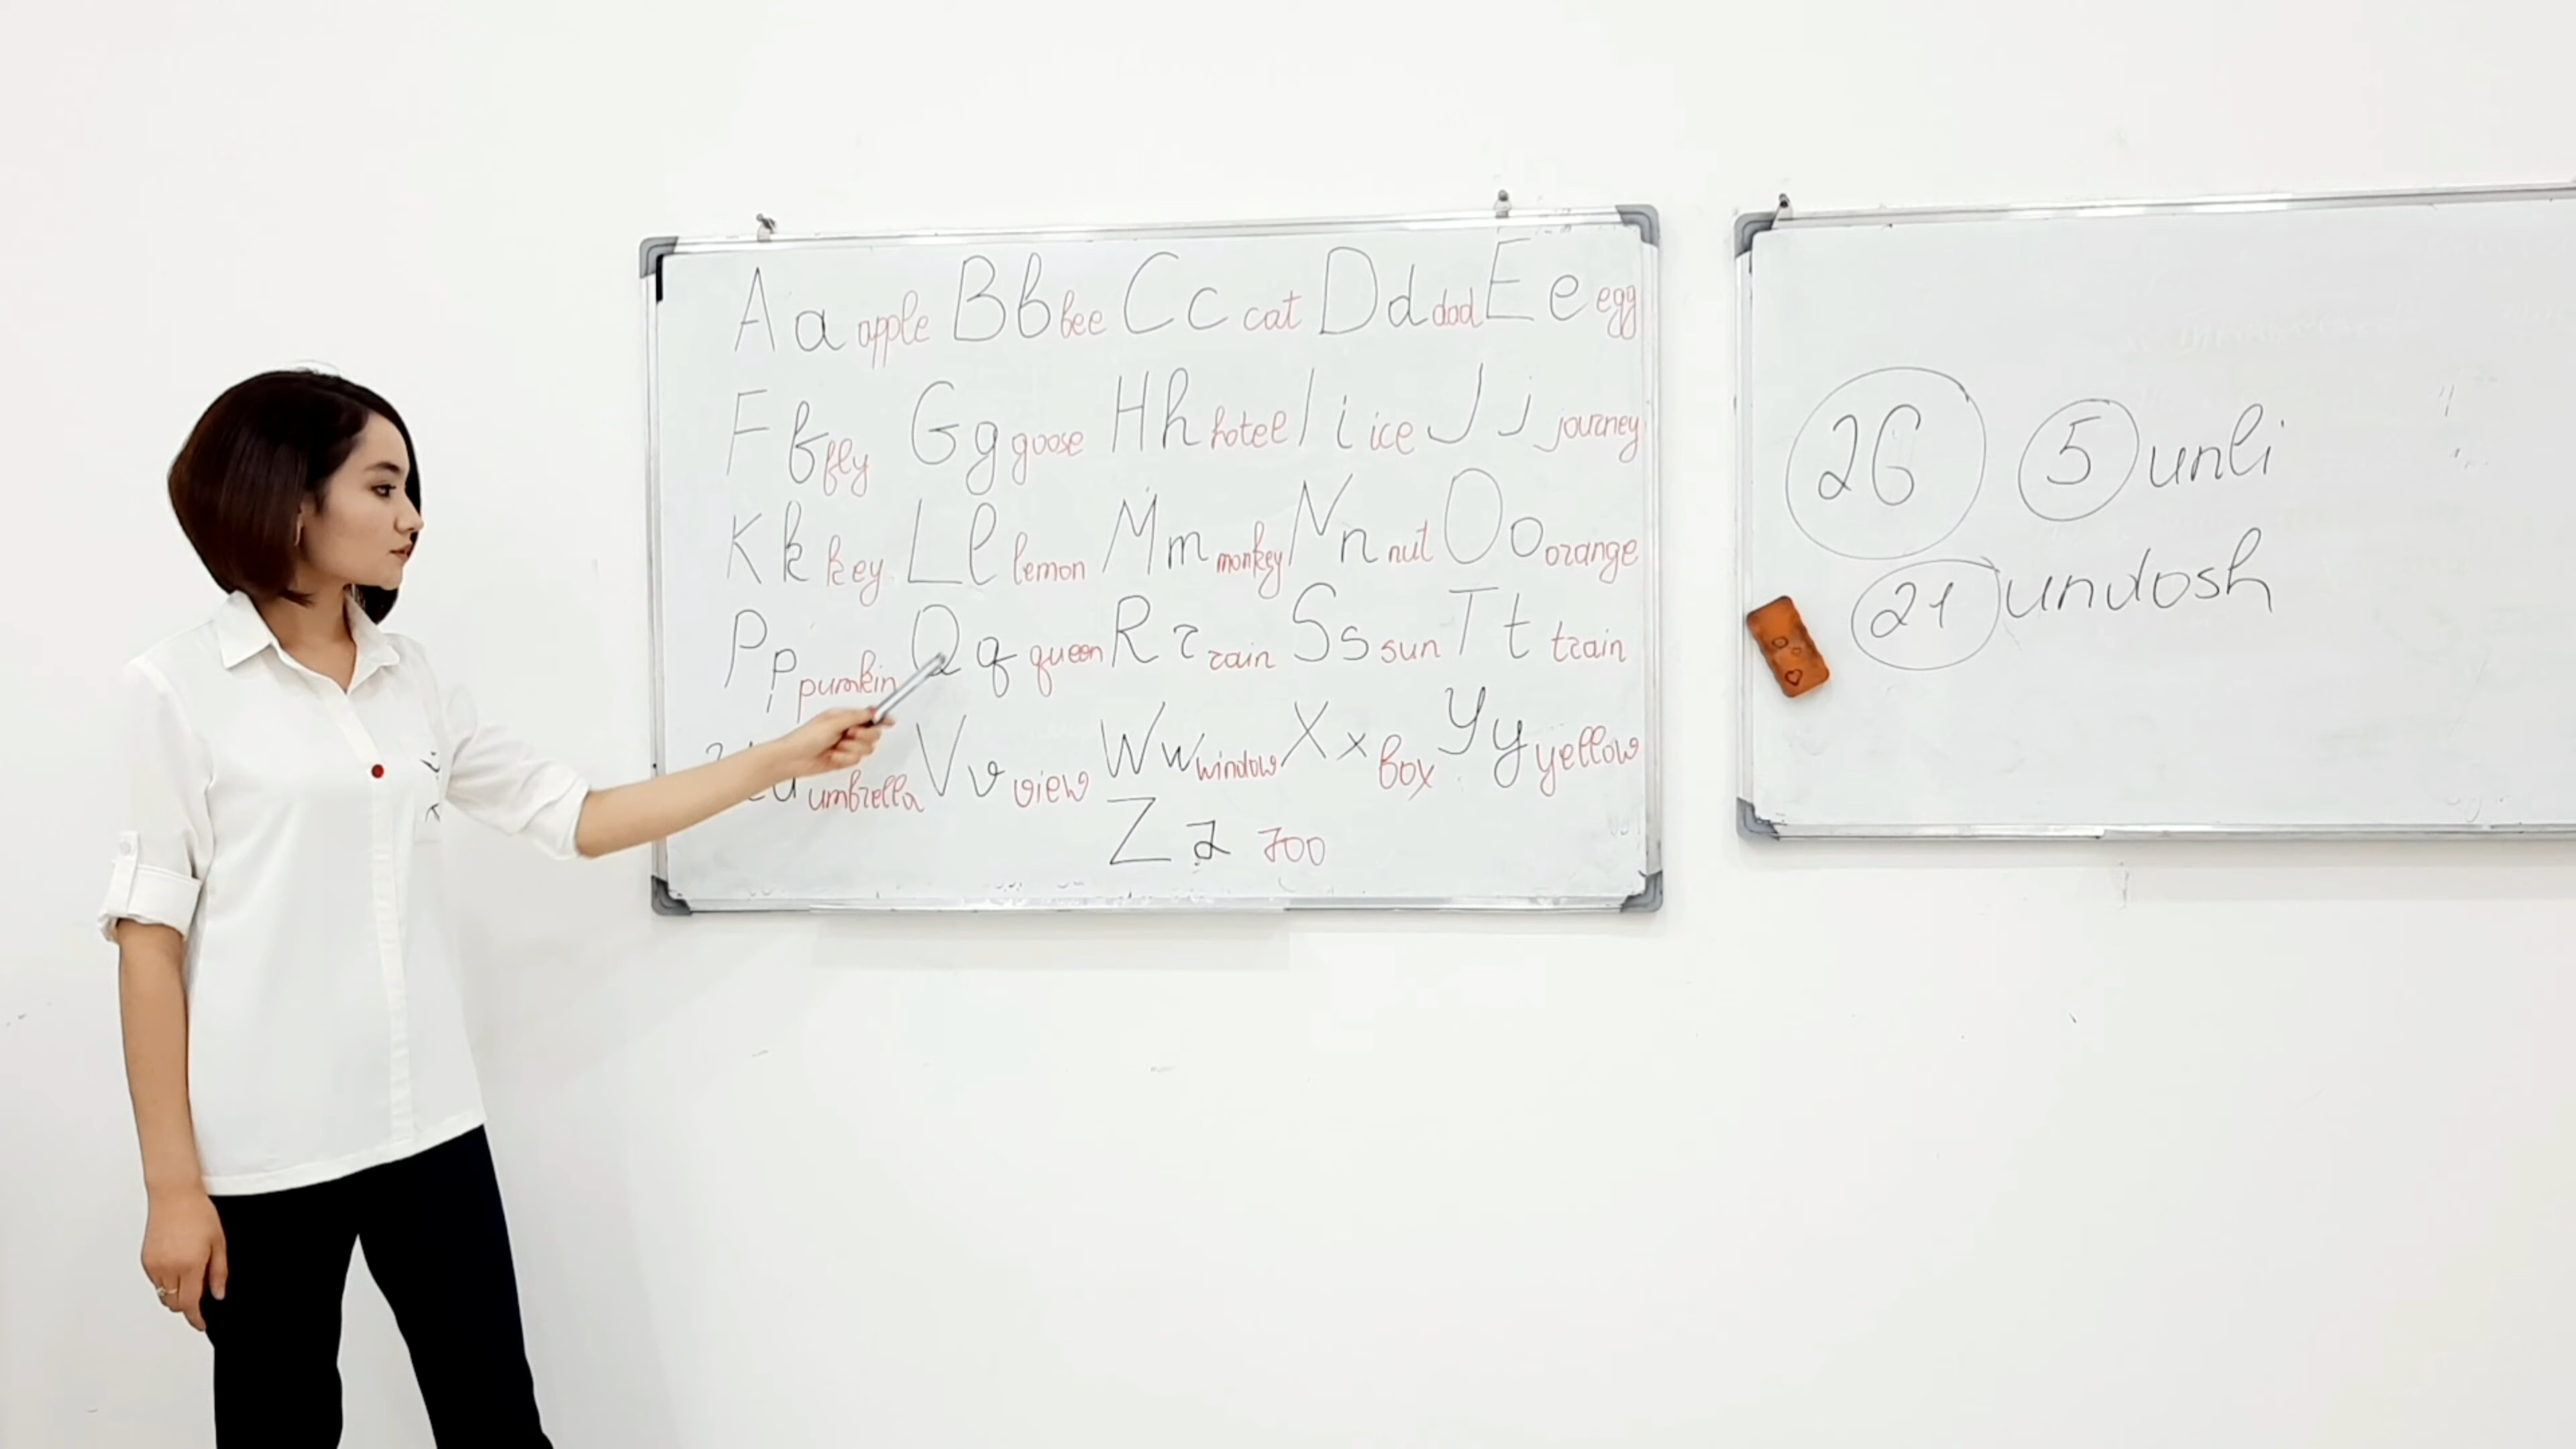 A a apple B b bee C c cat D d dad E e egg
F f fly G g goose H h hotel I i ice J j journey
K k key L l lemon M m monkey N n nut O o orange
P p pumkin Q q queen R r rain S s sun T t train
umbrella V v view W w window X x box Y y yellow
Z z zoo
26 5 unli
21 undosh